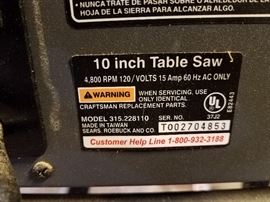 NUNCA TRATE DE PASAR SOBRE O ALREDEDOR DE LA
HOJA DE LA SIERRA PARA ALCANZAR ALGO.
10 inch Table Saw
4,800 RPM 120/VOLTS 15 Amp 60 Hz AC ONLY
WARNING WHEN SERVICING, USE
ONLY IDENTICAL
CRAFTSMAN REPLACEMENT PARTS.
UL
LISTED
37J2
E62443
MODEL 315.228110
SER. NO.
MADE IN TAIWAN
SEARS, ROEBUCK AND CO.
T002704853
Customer Help Line 1-800-932-3188